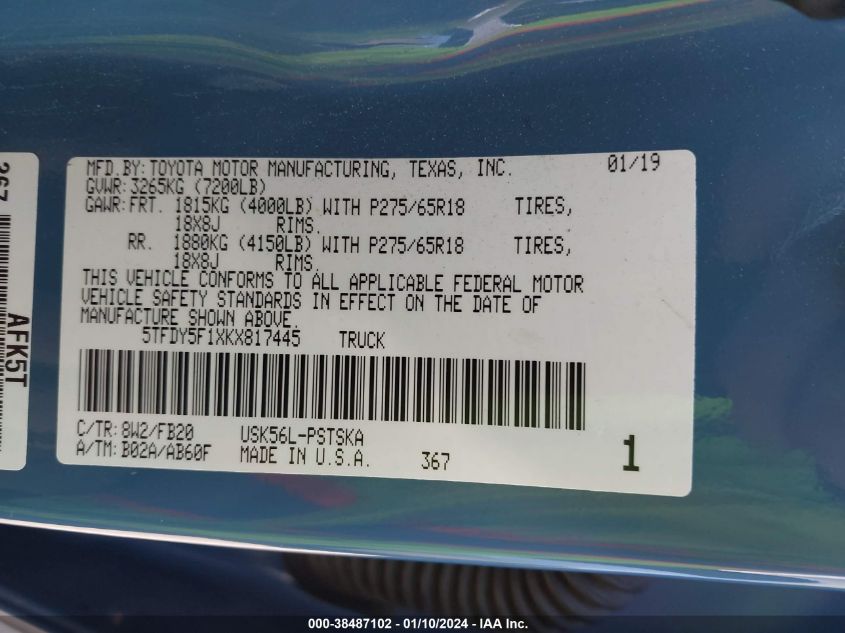 MFD.BY:TOYOTA MOTOR MANUFACTURING, TEXAS, INC. 01/19
GVWR:3265KG (7200LB)
GAWR:FRT. 1815KG (4000LB) WITH P275/65R18 TIRES,
18X8J RIMS.
RR. 1880KG (4150LB) WITH P275/65R18 TIRES,
18X8J RIMS.
THIS VEHICLE CONFORMS TO ALL APPLICABLE FEDERAL MOTOR
VEHICLE SAFETY STANDARDS IN EFFECT ON THE DATE OF
MANUFACTURE SHOWN ABOVE.
5TFDY5F1XKX817445 TRUCK
C/TR:8W2/FB20 USK56L-PSTSKA
A/TM:B02A/AB60F MADE IN U.S.A. 367 1
267
AFK5T
000-38487102 - 01/10/2024 - IAA Inc.